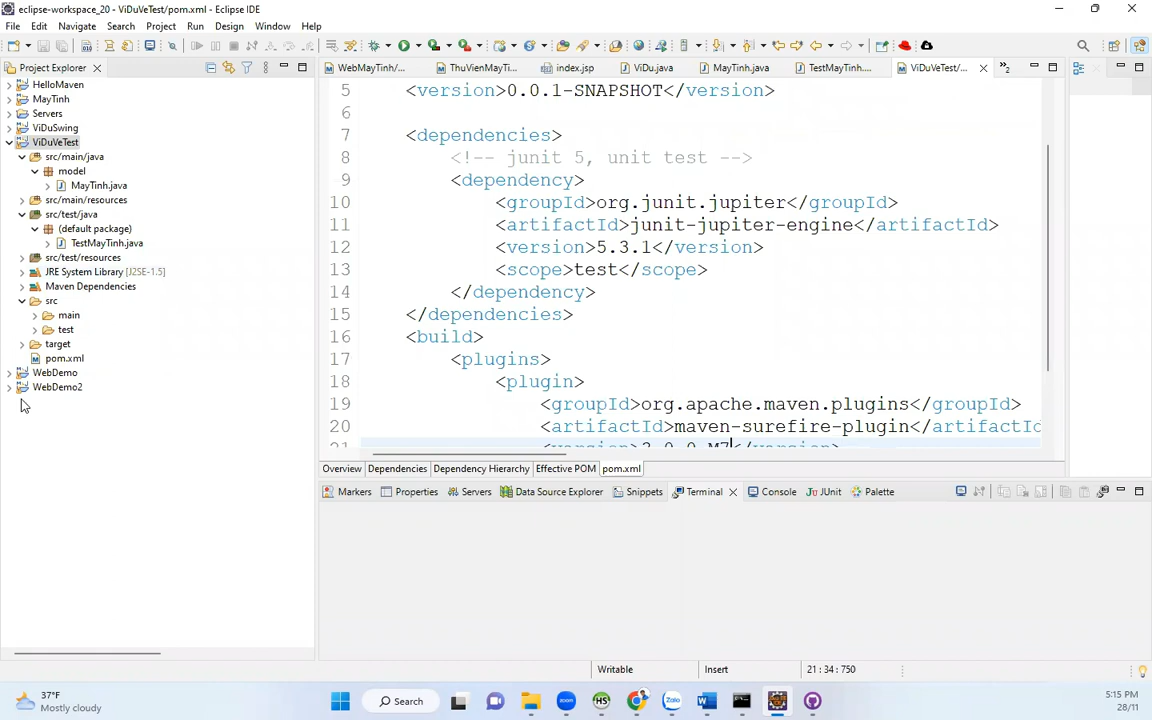 eclipse-workspace_20 - ViDuVeTest/pom.xml - Eclipse IDE
File Edit Navigate Search Project Run Design Window Help
Project Explorer
HelloMaven
MayTinh
Servers
ViDuSwing
ViDuVeTest
src/main/java
model
MayTinh.java
src/main/resources
src/test/java
(default package)
TestMayTinh.java
src/test/resources
JRE System Library [J2SE-1.5]
Maven Dependencies
src
main
test
target
pom.xml
WebDemo
WebDemo2
WebMayTinh/... ThuVienMayTi... index.jsp ViDu.java MayTinh.java TestMayTinh.... ViDuVeTest/... »2
5 <version>0.0.1-SNAPSHOT</version>
6
7 <dependencies>
8 <!-- junit 5, unit test -->
9 <dependency>
10 <groupId>org.junit.jupiter</groupId>
11 <artifactId>junit-jupiter-engine</artifactId>
12 <version>5.3.1</version>
13 <scope>test</scope>
14 </dependency>
15 </dependencies>
16 <build>
17 <plugins>
18 <plugin>
19 <groupId>org.apache.maven.plugins</groupId>
20 <artifactId>maven-surefire-plugin</artifactId
21 <version>3.0.0-M7</version>
Overview Dependencies Dependency Hierarchy Effective POM pom.xml
Markers Properties Servers Data Source Explorer Snippets Terminal Console JUnit Palette
Writable Insert 21 : 34 : 750
37°F
Mostly cloudy
Search
5:15 PM
28/11